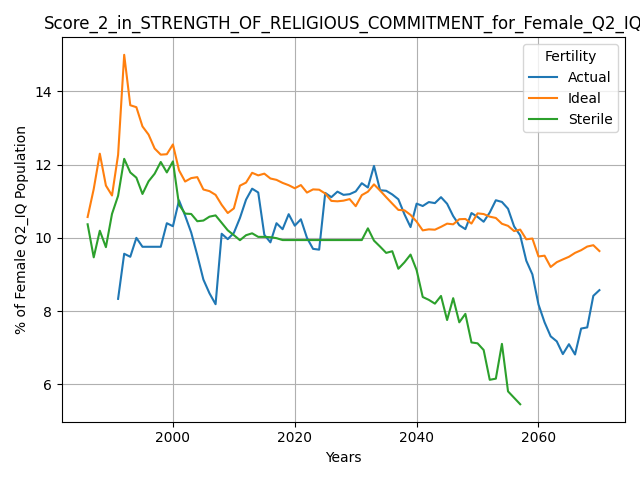 Score_2_in_STRENGTH_OF_RELIGIOUS_COMMITMENT_for_Female_Q2_IQ
Fertility
Actual
Ideal
Sterile
% of Female Q2_IQ Population
14
12
10
8
6
2000 2020 2040 2060
Years